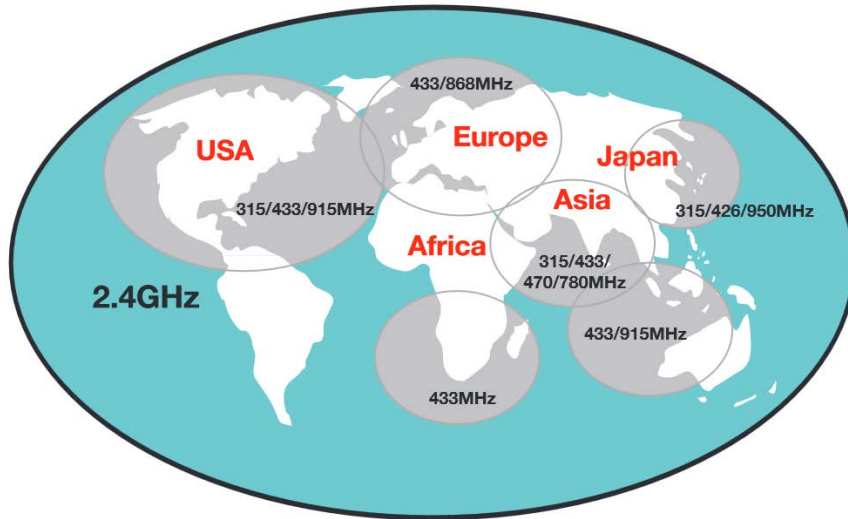 433/868MHz
USA
Europe
Japan
315/433/915MHz
Asia
315/426/950MHz
Africa
315/433/
470/780MHz
2.4GHz
433/915MHz
433MHz